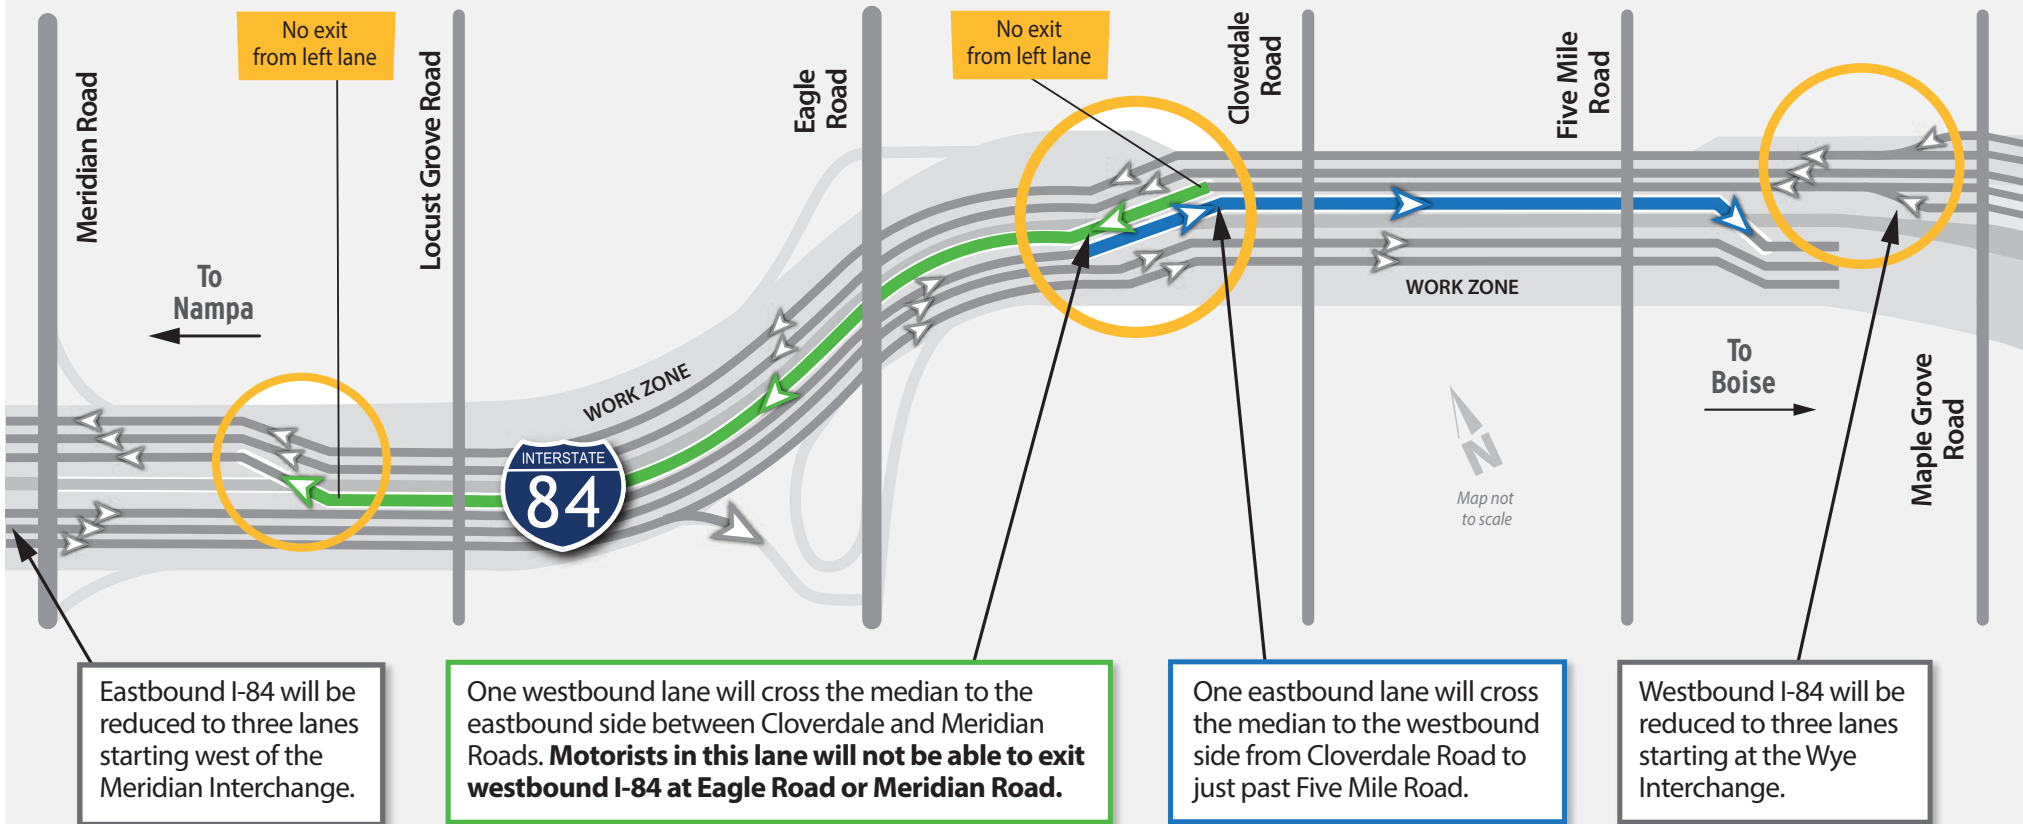 No exit
from left lane
No exit
from left lane
Meridian Road
Locust Grove Road
Eagle
Road
Cloverdale
Road
Five Mile
Road
Maple Grove
Road
To
Nampa
WORK ZONE
INTERSTATE
84
WORK ZONE
N
Map not
to scale
To
Boise
Eastbound I-84 will be
reduced to three lanes
starting west of the
Meridian Interchange.
One westbound lane will cross the median to the
eastbound side between Cloverdale and Meridian
Roads. Motorists in this lane will not be able to exit
westbound I-84 at Eagle Road or Meridian Road.
One eastbound lane will cross
the median to the westbound
side from Cloverdale Road to
just past Five Mile Road.
Westbound I-84 will be
reduced to three lanes
starting at the Wye
Interchange.